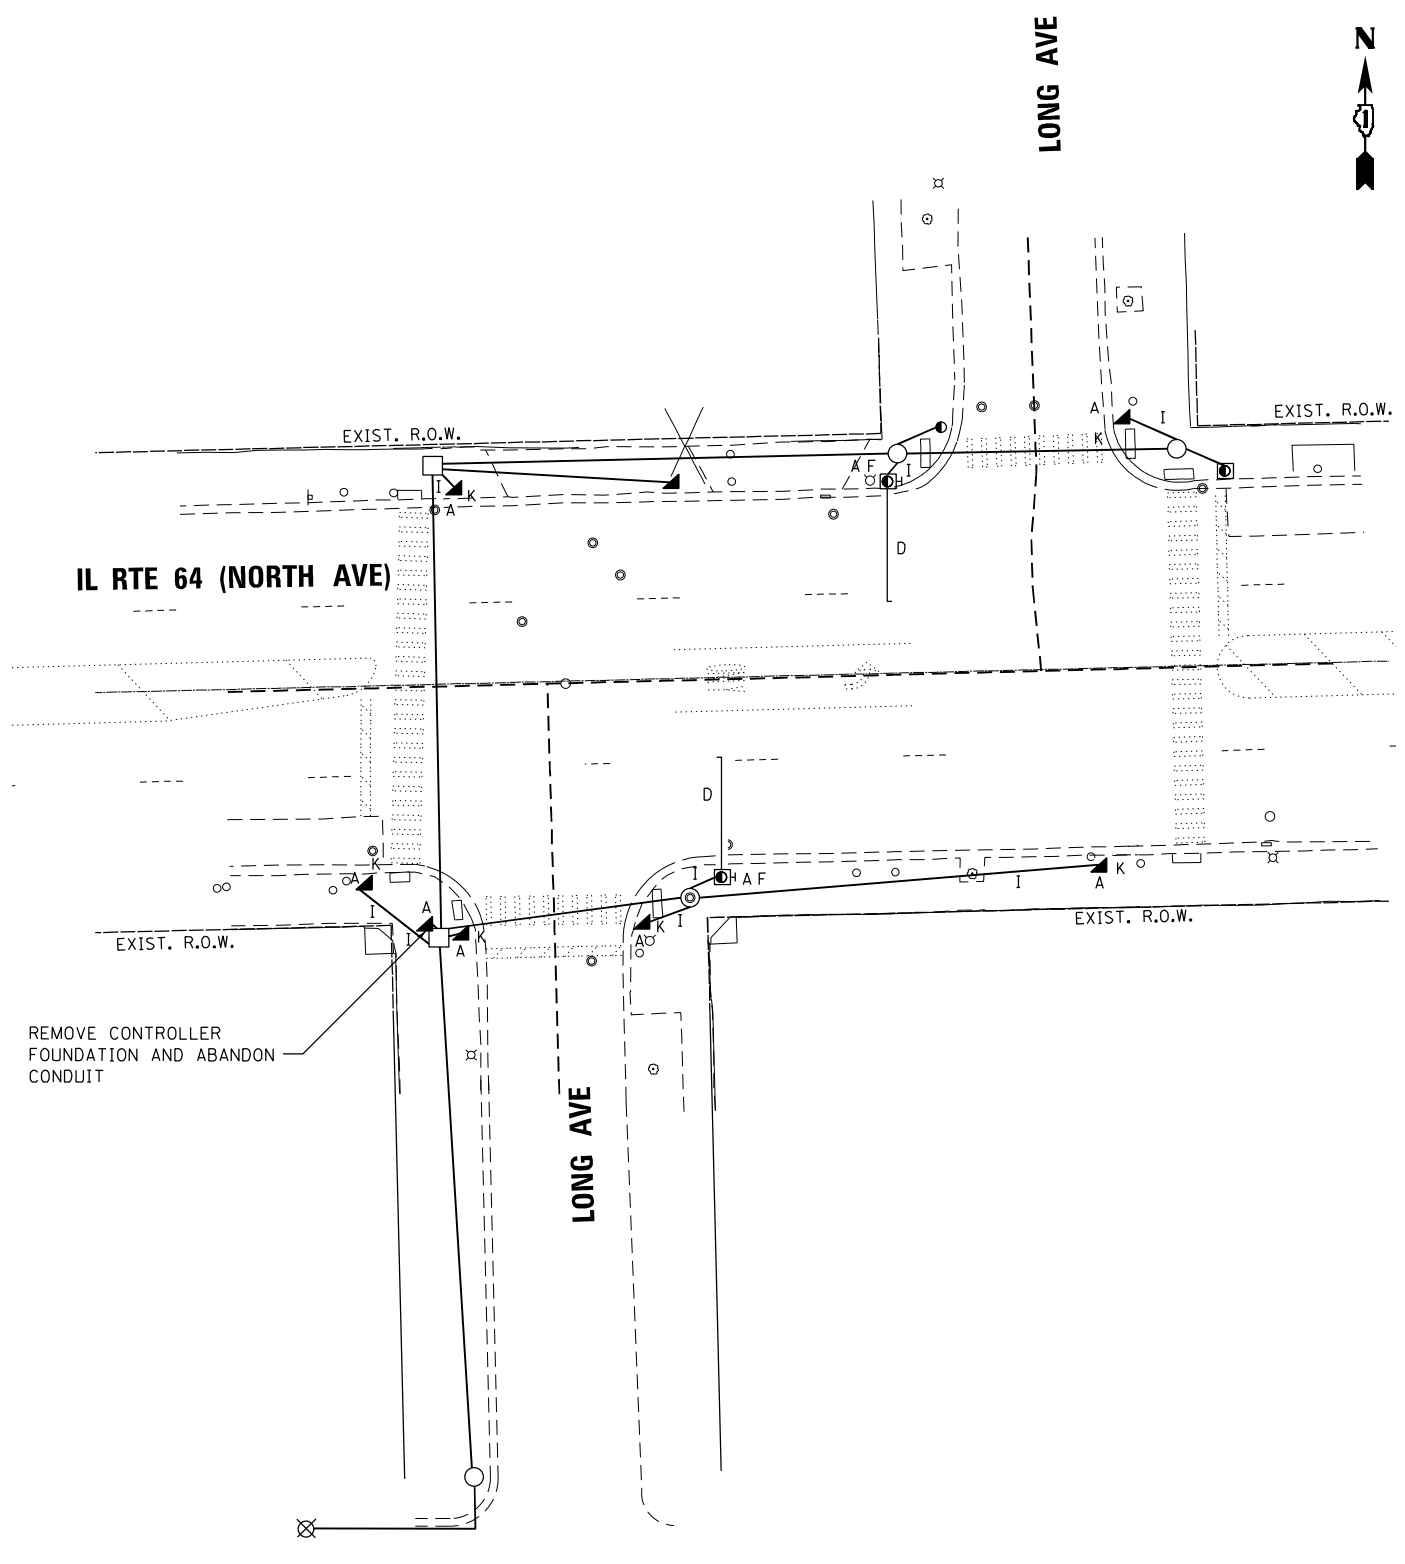 LONG AVE
N
1
A
I
K
EXIST. R.O.W.
EXIST. R.O.W.
A F
I
I
K
A
D
IL RTE 64 (NORTH AVE)
D
K
A
I
A F
I
K
A
A
I
I
K
A
I
K
A
EXIST. R.O.W.
EXIST. R.O.W.
REMOVE CONTROLLER
FOUNDATION AND ABANDON
CONDUIT
LONG AVE